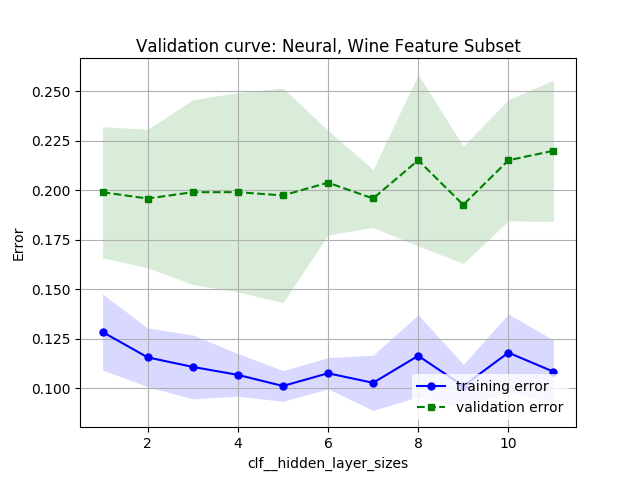 Validation curve: Neural, Wine Feature Subset
0.250
0.225
0.200
0.175
0.150
0.125
0.100
Error
training error
validation error
2 4 6 8 10
clf__hidden_layer_sizes